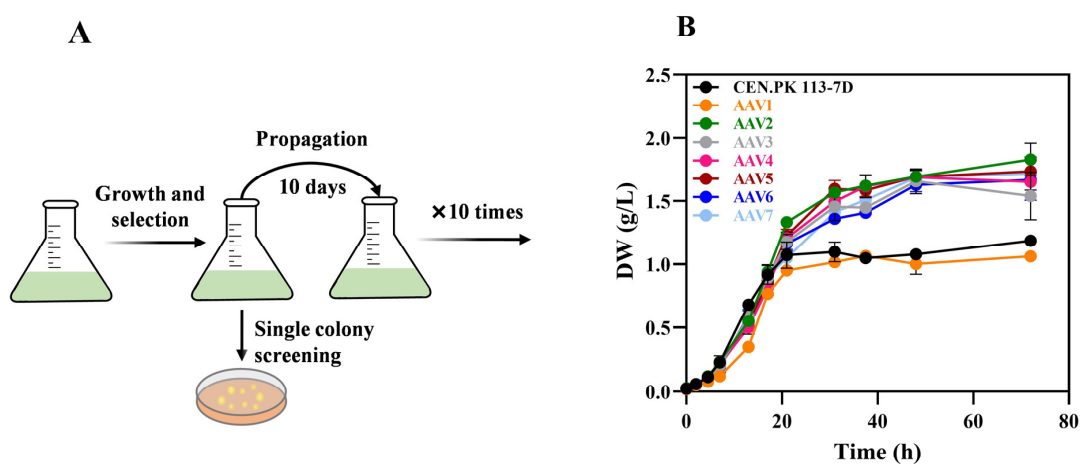 A
Propagation
10 days
Growth and
selection
×10 times
Single colony
screening
B
DW (g/L)
2.5
2.0
1.5
1.0
0.5
0.0
CEN.PK 113-7D
AAV1
AAV2
AAV3
AAV4
AAV5
AAV6
AAV7
0
20
40
60
80
Time (h)